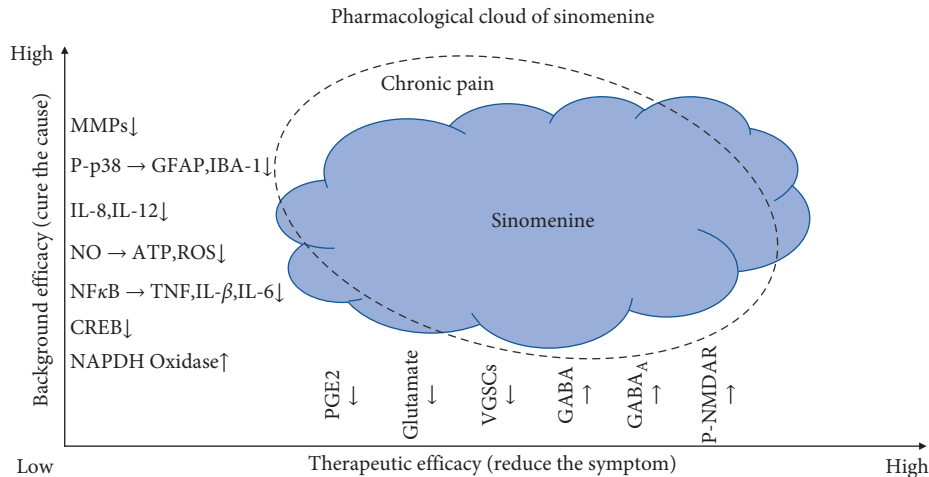 Pharmacological cloud of sinomenine
High
Chronic pain
Background efficacy (cure the cause)
MMPs↓
P-p38 → GFAP,IBA-1↓
IL-8,IL-12↓
Sinomenine
NO → ATP,ROS↓
NFκB → TNF,IL-β,IL-6↓
CREB↓
NAPDH Oxidase↑
PGE2 ↓
Glutamate ↓
VGSCs ↓
GABA ↑
GABAA ↑
P-NMDAR ↑
Low
Therapeutic efficacy (reduce the symptom)
High